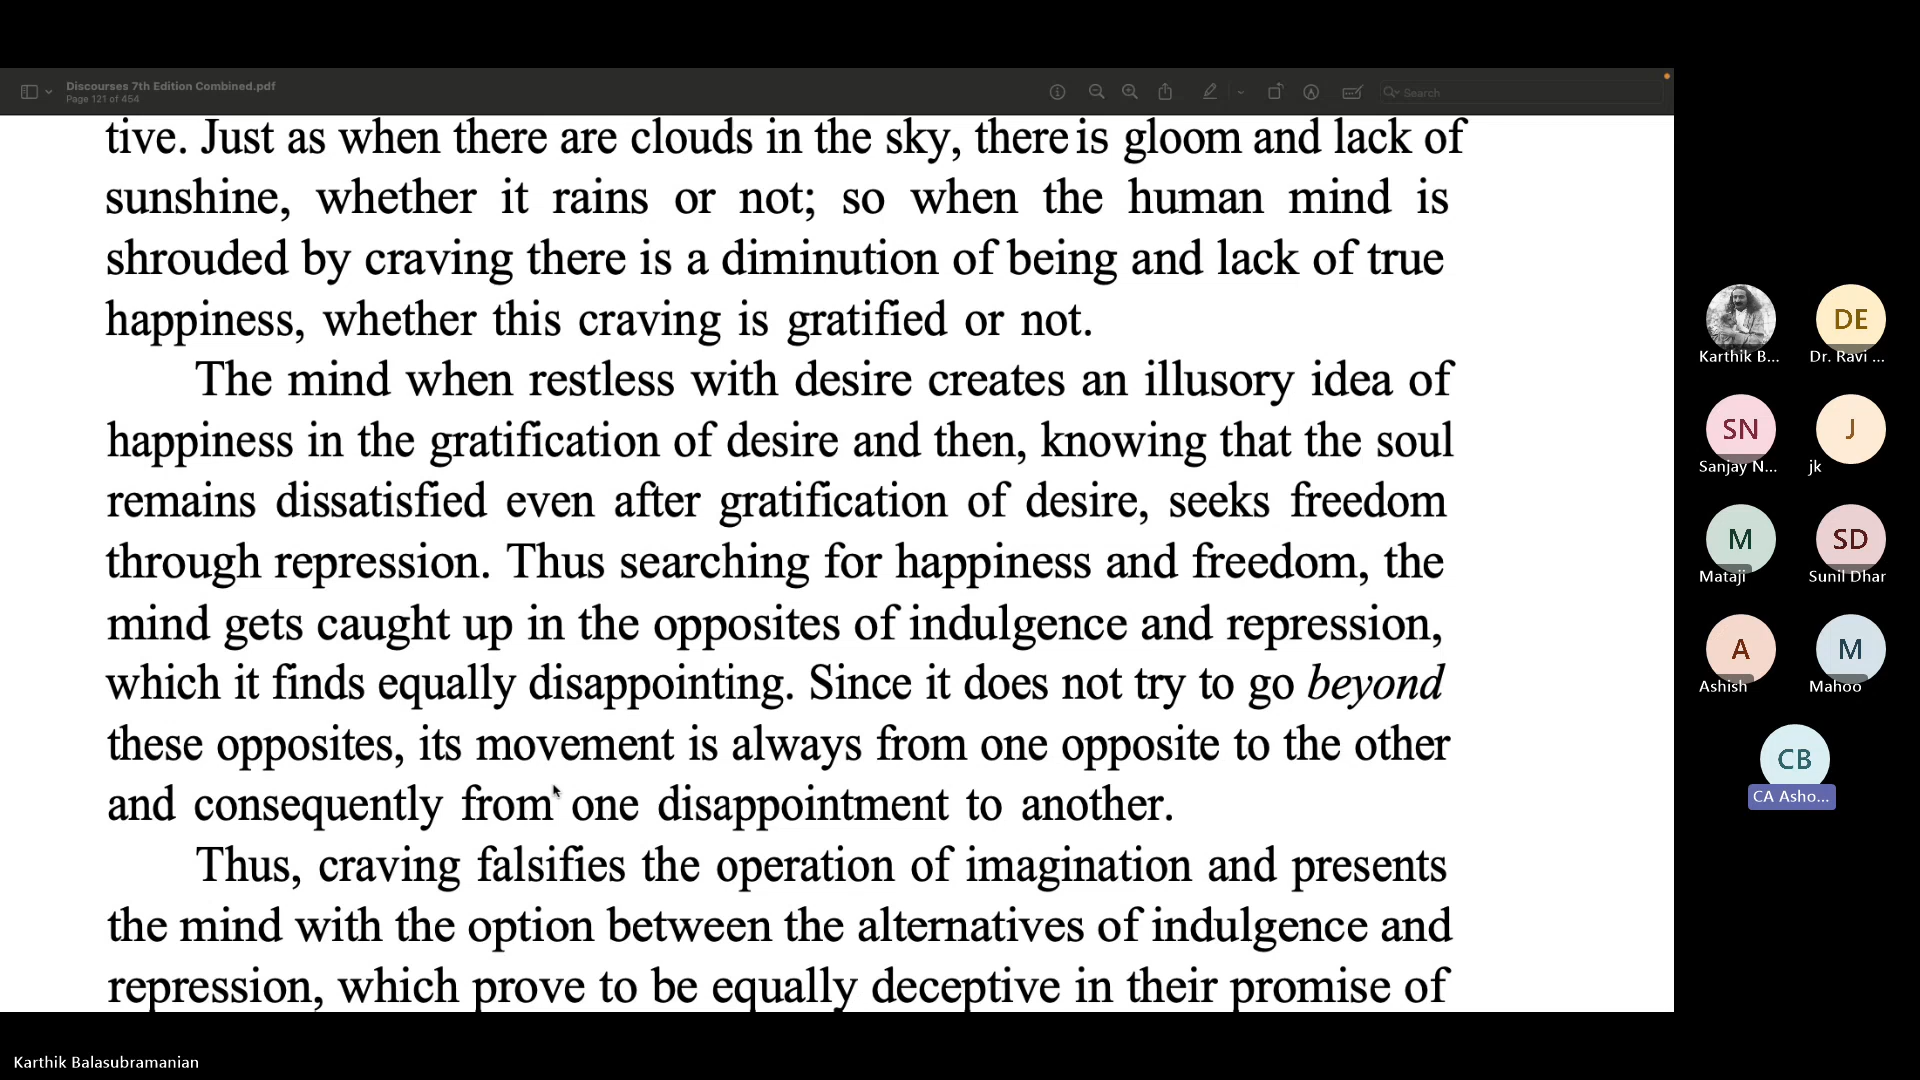 Discourses 7th Edition Combined.pdf
Page 121 of 454
Search
tive. Just as when there are clouds in the sky, there is gloom and lack of
sunshine, whether it rains or not; so when the human mind is
shrouded by craving there is a diminution of being and lack of true
happiness, whether this craving is gratified or not.
The mind when restless with desire creates an illusory idea of
happiness in the gratification of desire and then, knowing that the soul
remains dissatisfied even after gratification of desire, seeks freedom
through repression. Thus searching for happiness and freedom, the
mind gets caught up in the opposites of indulgence and repression,
which it finds equally disappointing. Since it does not try to go beyond
these opposites, its movement is always from one opposite to the other
and consequently from one disappointment to another.
Thus, craving falsifies the operation of imagination and presents
the mind with the option between the alternatives of indulgence and
repression, which prove to be equally deceptive in their promise of
Karthik B...
DE
Dr. Ravi ...
SN
Sanjay N...
J
jk
M
Mataji
SD
Sunil Dhar
A
Ashish
M
Mahoo
CB
CA Asho...
Karthik Balasubramanian